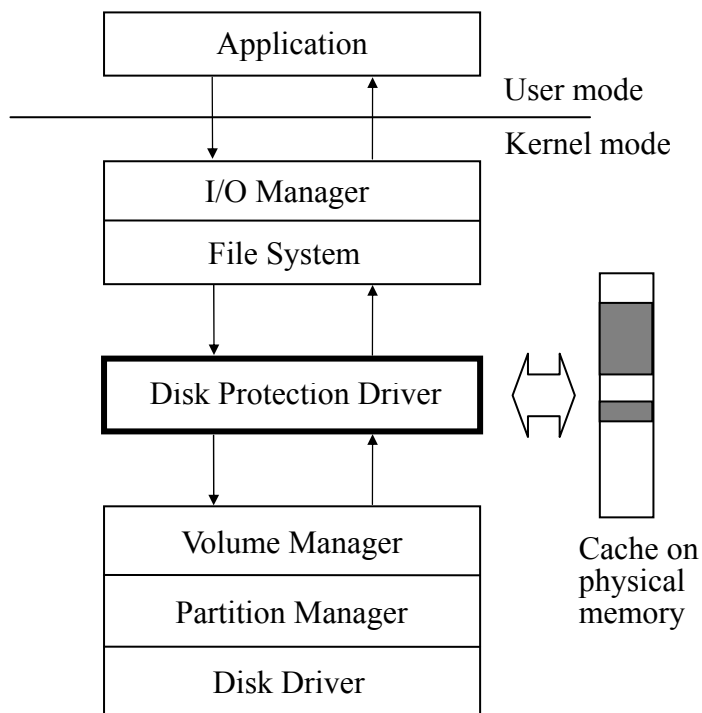 Application
User mode
Kernel mode
I/O Manager
File System
Disk Protection Driver
Volume Manager
Partition Manager
Disk Driver
Cache on
physical
memory